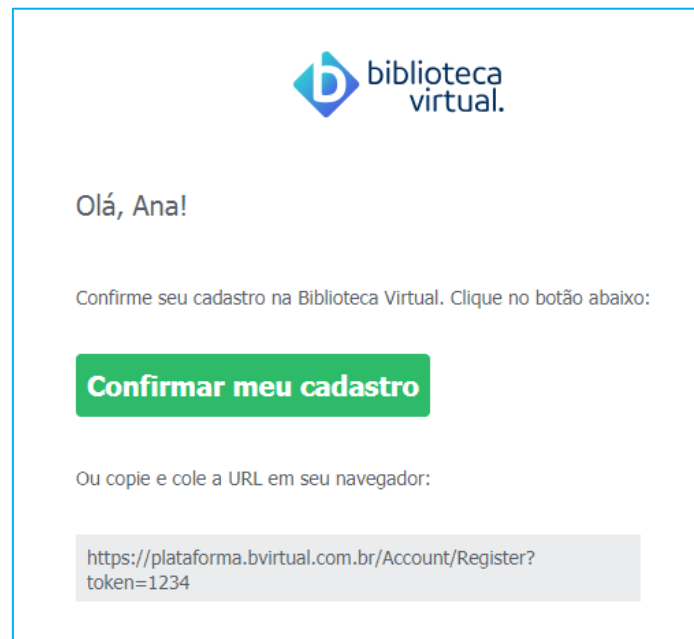 biblioteca
virtual.
Olá, Ana!
Confirme seu cadastro na Biblioteca Virtual. Clique no botão abaixo:
Confirmar meu cadastro
Ou copie e cole a URL em seu navegador:
https://plataforma.bvirtual.com.br/Account/Register?
token=1234